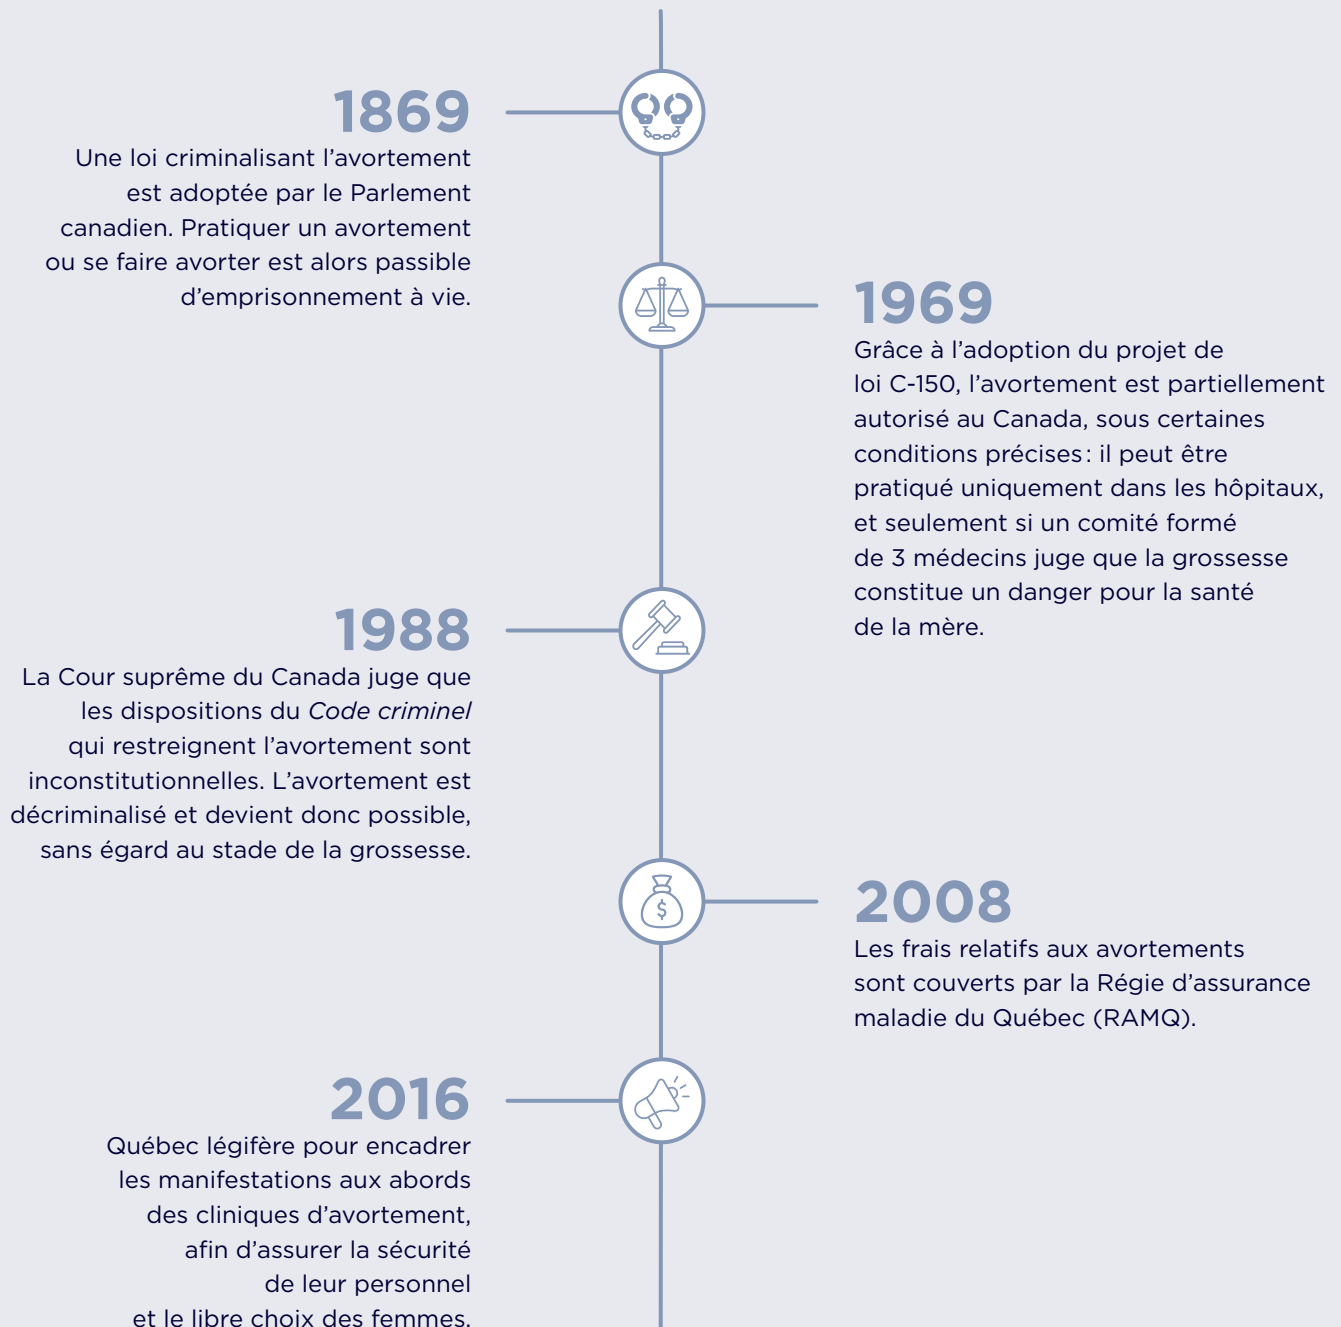 1869
Une loi criminalisant l’avortement
est adoptée par le Parlement
canadien. Pratiquer un avortement
ou se faire avorter est alors passible
d’emprisonnement à vie.
1969
Grâce à l’adoption du projet de
loi C-150, l’avortement est partiellement
autorisé au Canada, sous certaines
conditions précises : il peut être
pratiqué uniquement dans les hôpitaux,
et seulement si un comité formé
de 3 médecins juge que la grossesse
constitue un danger pour la santé
de la mère.
1988
La Cour suprême du Canada juge que
les dispositions du Code criminel
qui restreignent l’avortement sont
inconstitutionnelles. L’avortement est
décriminalisé et devient donc possible,
sans égard au stade de la grossesse.
$
2008
Les frais relatifs aux avortements
sont couverts par la Régie d’assurance
maladie du Québec (RAMQ).
2016
Québec légifère pour encadrer
les manifestations aux abords
des cliniques d’avortement,
afin d’assurer la sécurité
de leur personnel
et le libre choix des femmes.